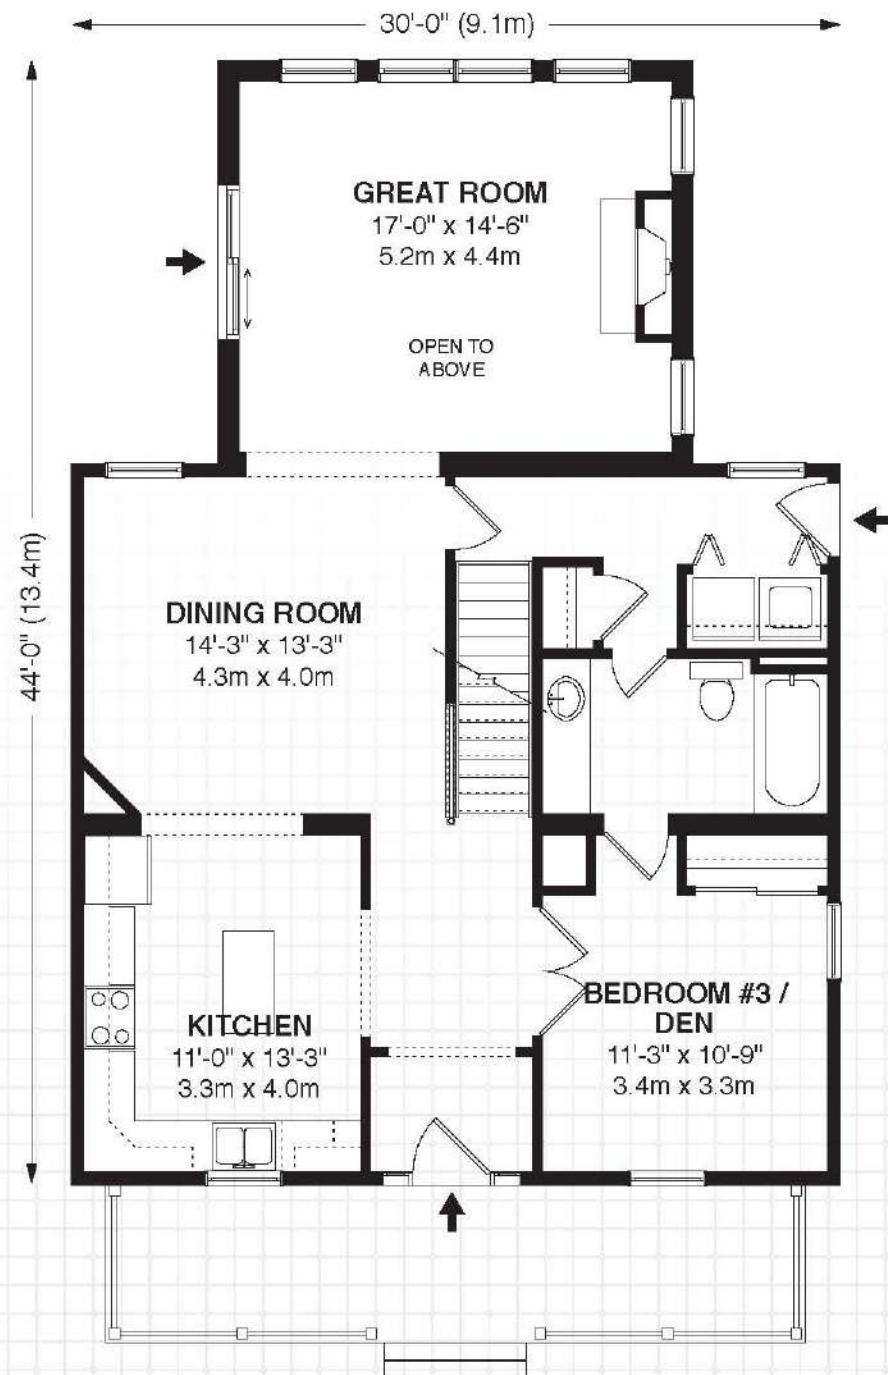 30'-0" (9.1m)
GREAT ROOM
17'-0" x 14'-6"
5.2m x 4.4m
OPEN TO
ABOVE
44'-0" (13.4m)
DINING ROOM
14'-3" x 13'-3"
4.3m x 4.0m
KITCHEN
11'-0" x 13'-3"
3.3m x 4.0m
BEDROOM #3 /
DEN
11'-3" x 10'-9"
3.4m x 3.3m